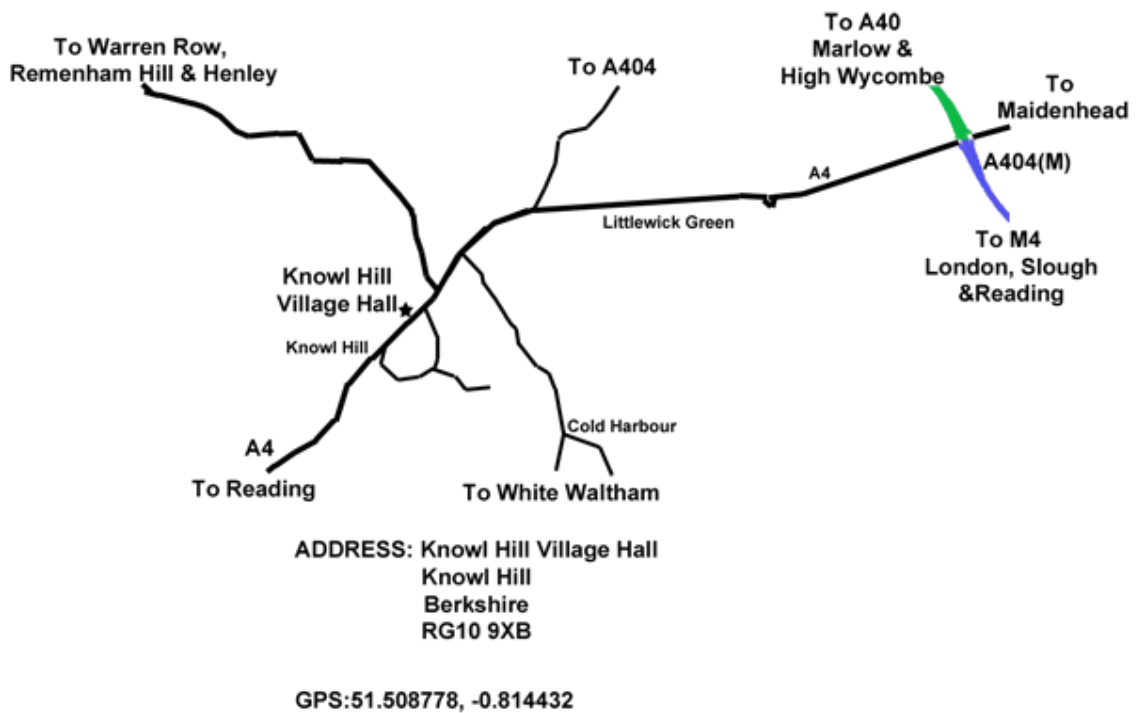 To Warren Row,
Remenham Hill & Henley
To A404
To A40
Marlow &
High Wycombe
To
Maidenhead
A404(M)
A4
Littlewick Green
To M4
London, Slough
&Reading
Knowl Hill
Village Hall
Knowl Hill
Cold Harbour
A4
To Reading
To White Waltham
ADDRESS: Knowl Hill Village Hall
Knowl Hill
Berkshire
RG10 9XB
GPS:51.508778, -0.814432